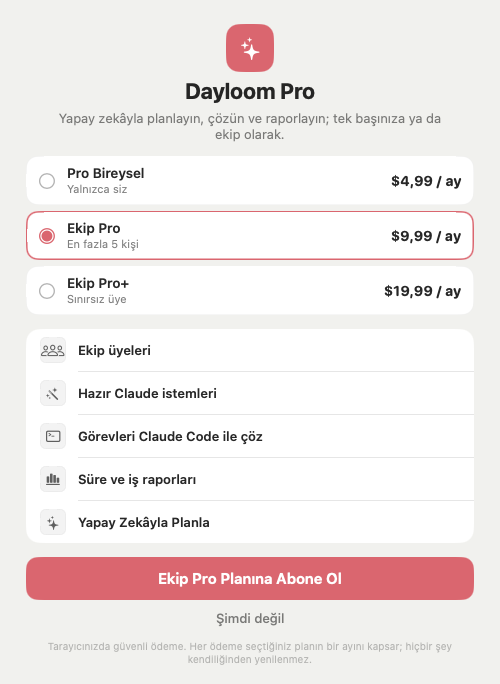 Dayloom Pro
Yapay zekâyla planlayın, çözün ve raporlayın; tek başınıza ya da
ekip olarak.
Pro Bireysel
Yalnızca siz
$4,99 / ay
Ekip Pro
En fazla 5 kişi
$9,99 / ay
Ekip Pro+
Sınırsız üye
$19,99 / ay
Ekip üyeleri
Hazır Claude istemleri
Görevleri Claude Code ile çöz
Süre ve iş raporları
Yapay Zekâyla Planla
Ekip Pro Planına Abone Ol
Şimdi değil
Tarayıcınızda güvenli ödeme. Her ödeme seçtiğiniz planın bir ayını kapsar; hiçbir şey
kendiliğinden yenilenmez.